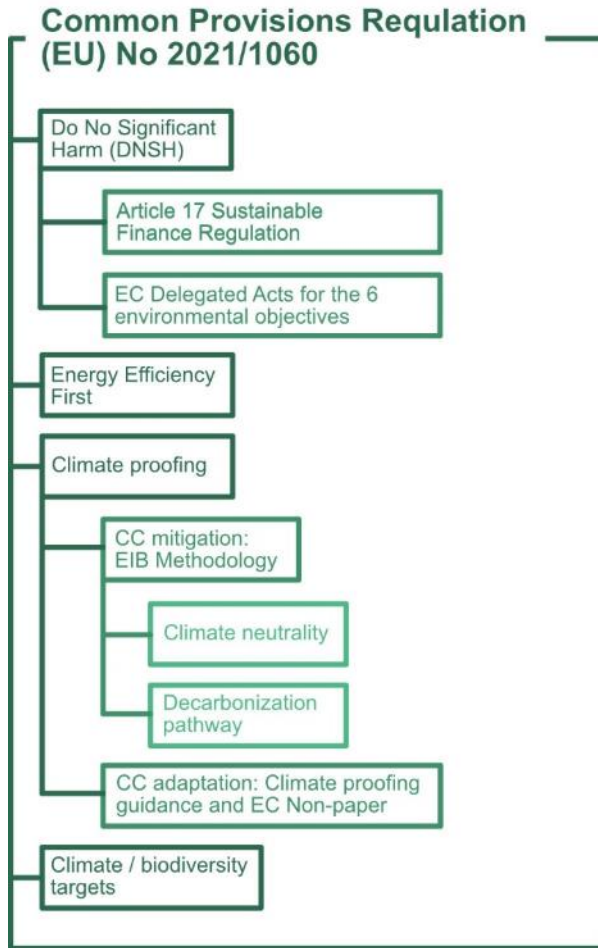 Common Provisions Requlation
(EU) No 2021/1060
Do No Significant
Harm (DNSH)
Article 17 Sustainable
Finance Regulation
EC Delegated Acts for the 6
environmental objectives
Energy Efficiency
First
Climate proofing
CC mitigation:
EIB Methodology
Climate neutrality
Decarbonization
pathway
CC adaptation: Climate proofing
guidance and EC Non-paper
Climate / biodiversity
targets